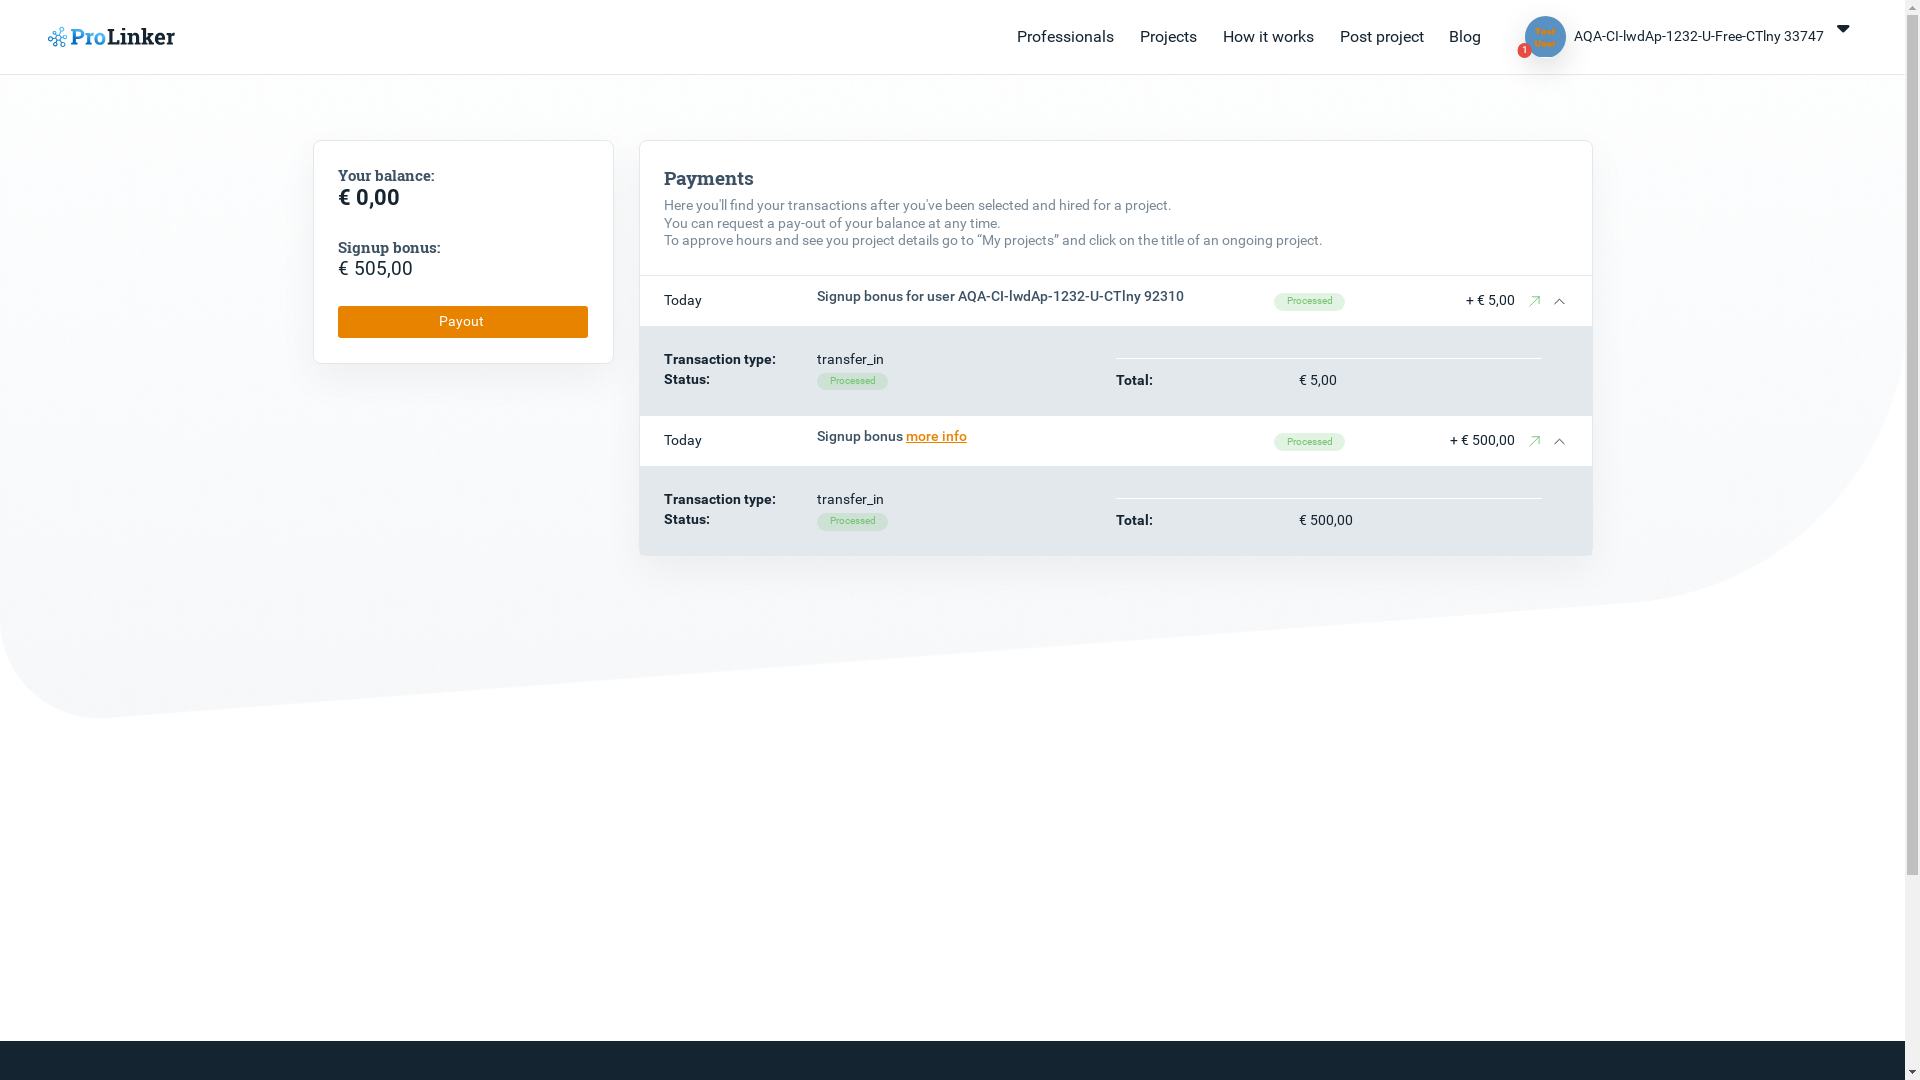 ProLinker
Professionals Projects How it works Post project Blog
Test
User
1
AQA-CI-lwdAp-1232-U-Free-CTlny 33747
Your balance:
€ 0,00
Signup bonus:
€ 505,00
Payout
Payments
Here you'll find your transactions after you've been selected and hired for a project.
You can request a pay-out of your balance at any time.
To approve hours and see you project details go to “My projects” and click on the title of an ongoing project.
Today Signup bonus for user AQA-CI-lwdAp-1232-U-CTlny 92310 Processed + € 5,00
Transaction type: transfer_in
Status: Processed Total: € 5,00
Today Signup bonus more info Processed + € 500,00
Transaction type: transfer_in
Status: Processed Total: € 500,00